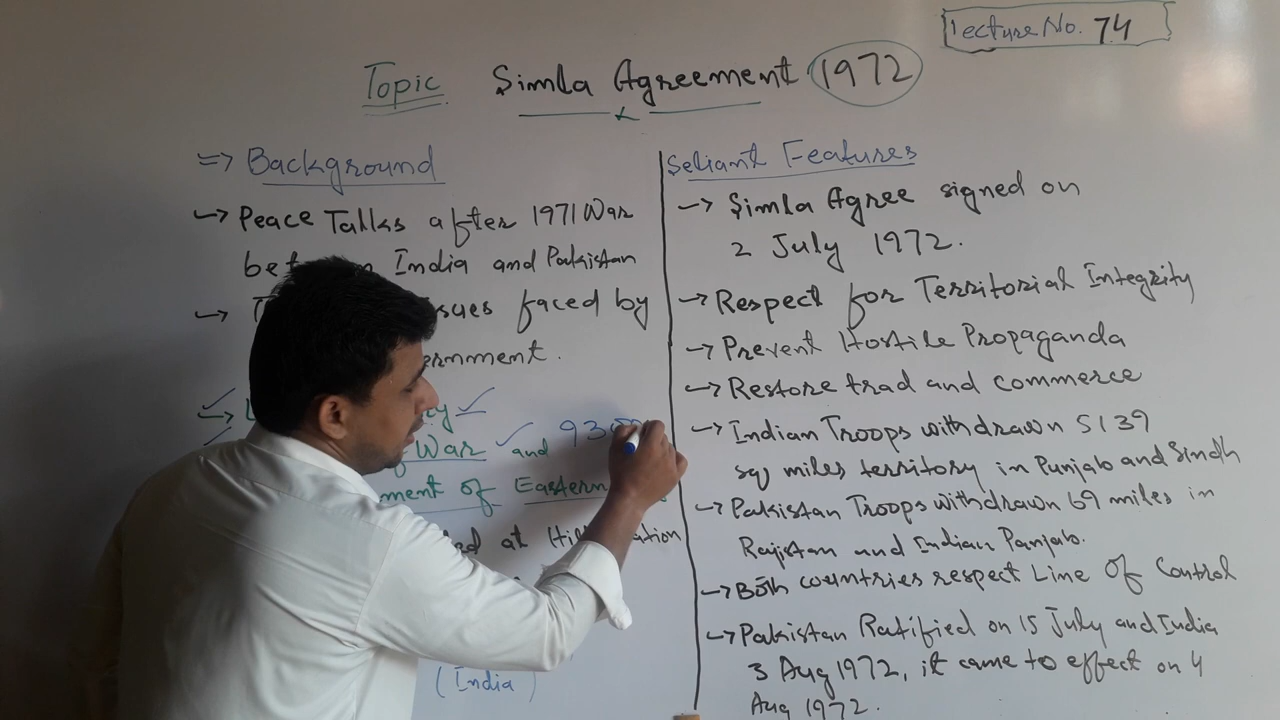 Lecture No. 74
Topic Simla Agreement 1972
=> Background
→ Peace Talks after 1971 War
India and Pakistan
→ faced by
→
War and 93
of Eastern
at
(India)
Seliant Features
→ Simla Agree signed on
2 July 1972.
→ Respect for Territorial Integrity
→ Prevent Hostile Propaganda
→ Restore trad and commerce
→ Indian Troops withdrawn 5139
sq miles territory in Punjab and Sindh
→ Pakistan Troops withdrawn 69 miles in
Rajistan and Indian Panjab.
→ Both countries respect Line Of Control
→ Pakistan Ratified on 15 July and India
3 Aug 1972, it came to effect on 4
Aug 1972.